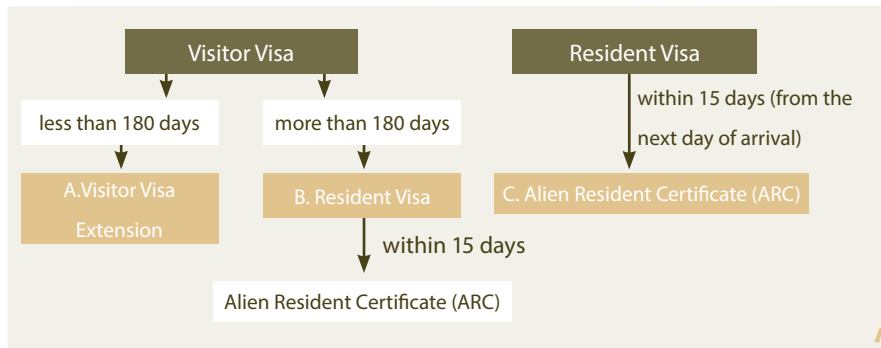 Visitor Visa
Resident Visa
less than 180 days
more than 180 days
within 15 days (from the
next day of arrival)
A.Visitor Visa
Extension
B. Resident Visa
C. Alien Resident Certificate (ARC)
within 15 days
Alien Resident Certificate (ARC)